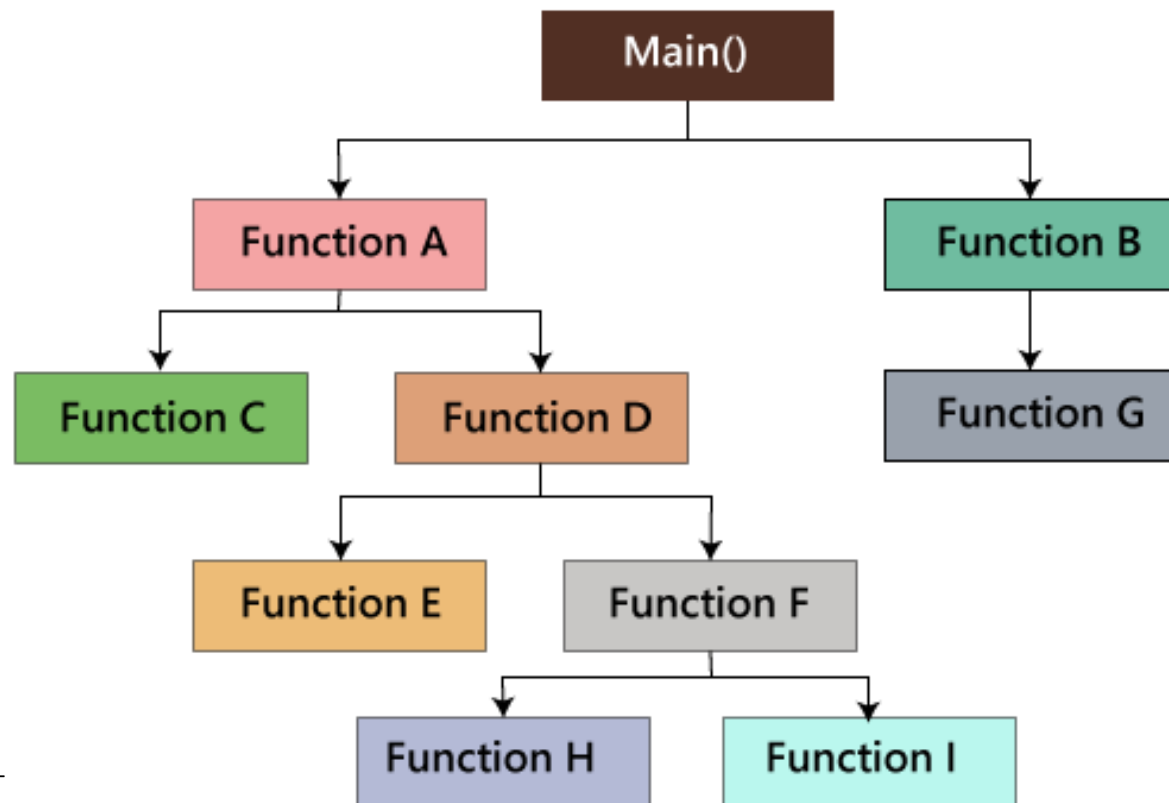 Main()
Function A
Function B
Function C
Function D
Function G
Function E
Function F
Function H
Function I